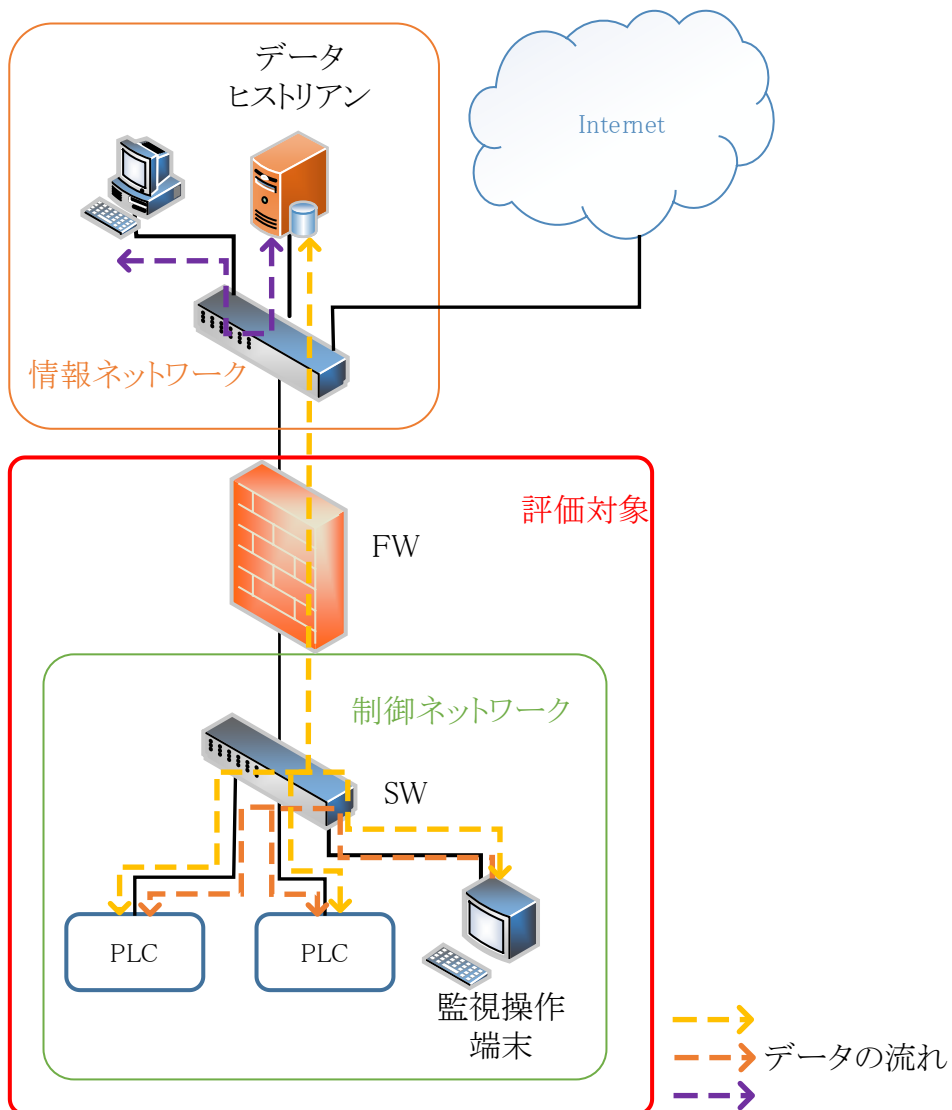 データ
ヒストリアン
Internet
情報ネットワーク
評価対象
FW
制御ネットワーク
SW
PLC
PLC
監視操作
端末
データの流れ